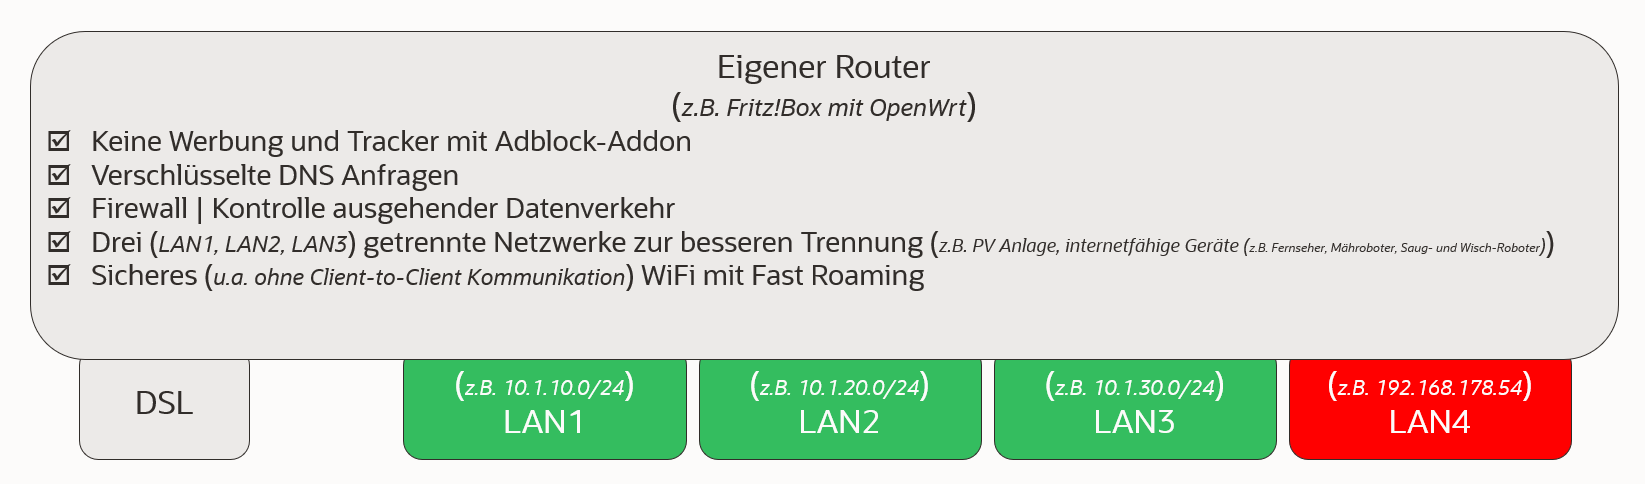 Eigener Router
(z.B. Fritz!Box mit OpenWrt)
☑ Keine Werbung und Tracker mit Adblock-Addon
☑ Verschlüsselte DNS Anfragen
☑ Firewall | Kontrolle ausgehender Datenverkehr
☑ Drei (LAN1, LAN2, LAN3) getrennte Netzwerke zur besseren Trennung (z.B. PV Anlage, internetfähige Geräte (z.B. Fernseher, Mähroboter, Saug- und Wisch-Roboter))
☑ Sicheres (u.a. ohne Client-to-Client Kommunikation) WiFi mit Fast Roaming
DSL
(z.B. 10.1.10.0/24)
LAN1
(z.B. 10.1.20.0/24)
LAN2
(z.B. 10.1.30.0/24)
LAN3
(z.B. 192.168.178.54)
LAN4